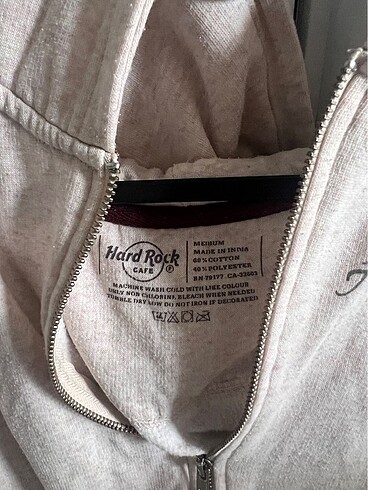 Hard Rock
CAFE
®
MEDIUM
MADE IN INDIA
60% COTTON
40% POLYESTER
RN 79177 CA-33885
MACHINE WASH COLD WITH LIKE COLOUR
ONLY NON CHLORINE BLEACH WHEN NEEDED
TUMBLE DRY LOW DO NOT IRON IF DECORATED